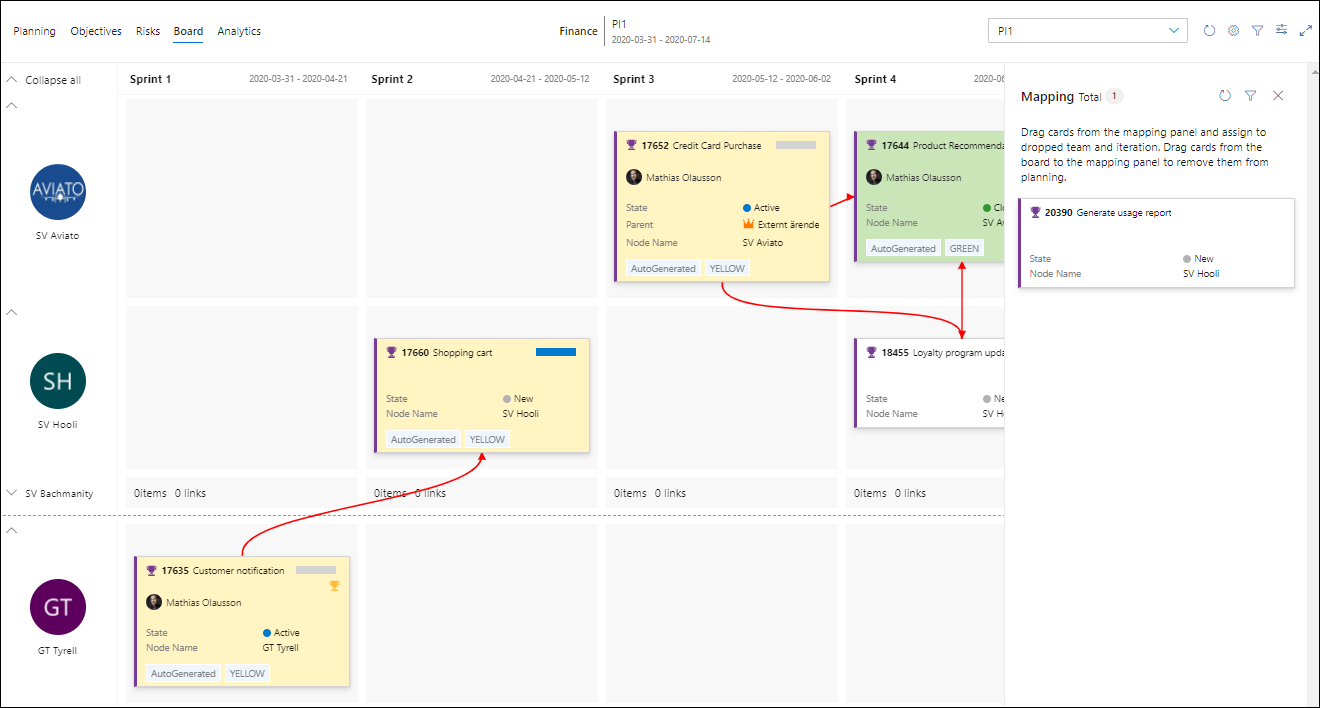 Planning Objectives Risks Board Analytics
Finance
PI1
2020-03-31 - 2020-07-14
PI1
Collapse all
Sprint 1 2020-03-31 - 2020-04-21
Sprint 2 2020-04-21 - 2020-05-12
Sprint 3 2020-05-12 - 2020-06-02
Sprint 4 2020-06
AVIATO
SV Aviato
17652 Credit Card Purchase
Mathias Olausson
State Active
Parent Externt ärende
Node Name SV Aviato
AutoGenerated YELLOW
17644 Product Recommenda
Mathias Olausson
State Clo
Node Name SV Av
AutoGenerated GREEN
SH
SV Hooli
17660 Shopping cart
State New
Node Name SV Hooli
AutoGenerated YELLOW
18455 Loyalty program upda
State Ne
Node Name SV H
SV Bachmanity
0items 0 links
0items 0 links
0items 0 links
0items 0 links
GT
GT Tyrell
17635 Customer notification
Mathias Olausson
State Active
Node Name GT Tyrell
AutoGenerated YELLOW
Mapping Total 1
Drag cards from the mapping panel and assign to
dropped team and iteration. Drag cards from the
board to the mapping panel to remove them from
planning.
20390 Generate usage report
State New
Node Name SV Hooli